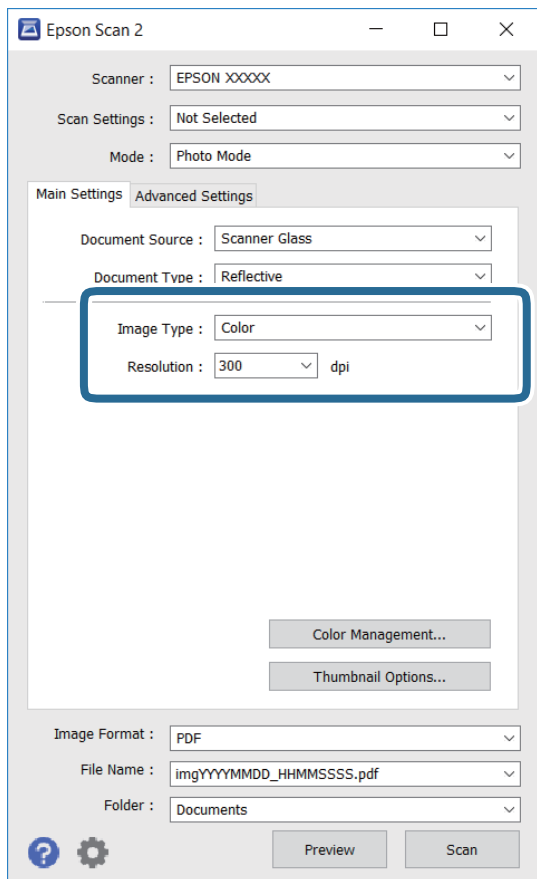 Epson Scan 2
Scanner : EPSON XXXXX
Scan Settings : Not Selected
Mode : Photo Mode
Main Settings Advanced Settings
Document Source : Scanner Glass
Document Type : Reflective
Image Type : Color
Resolution : 300 dpi
Color Management...
Thumbnail Options...
Image Format : PDF
File Name : imgYYYYMMDD_HHMMSSSS.pdf
Folder : Documents
? Preview Scan